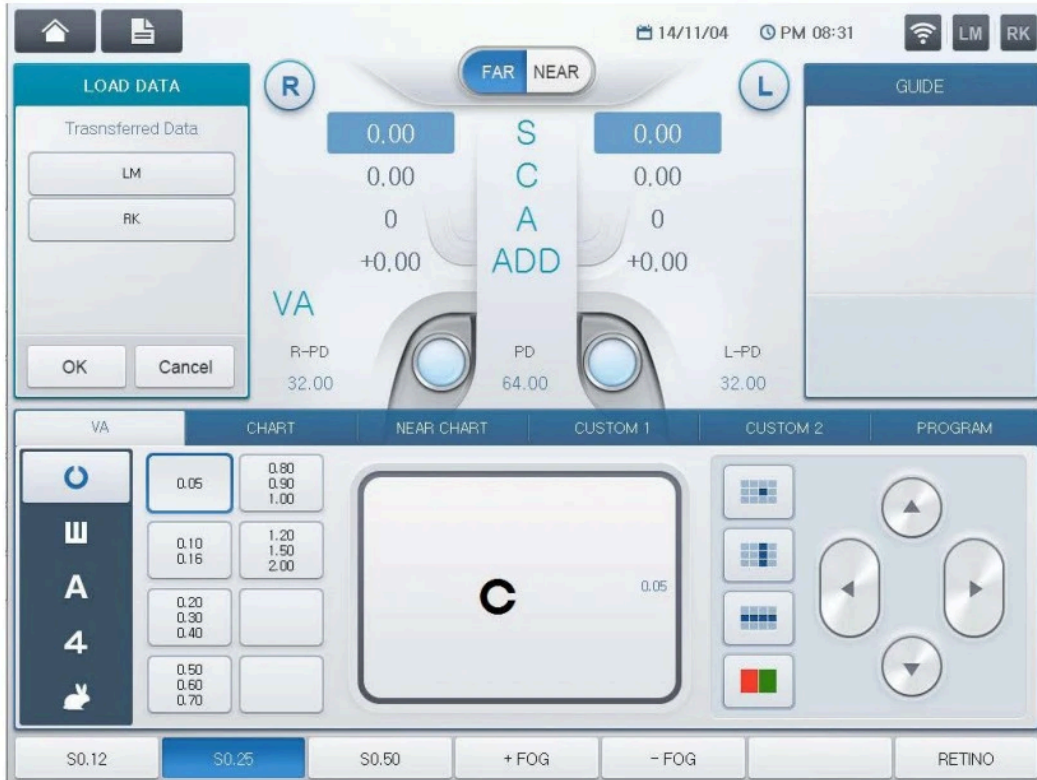 14/11/04 PM 08:31 LM RK
LOAD DATA
Trasnsferred Data
LM
RK
OK Cancel
R
FAR NEAR
L
GUIDE
0.00 S 0.00
0.00 C 0.00
0 A 0
+0.00 ADD +0.00
VA
R-PD PD L-PD
32.00 64.00 32.00
VA CHART NEAR CHART CUSTOM 1 CUSTOM 2 PROGRAM
Ш
A
4
0.05
0.80
0.90
1.00
0.10
0.16
1.20
1.50
2.00
0.20
0.30
0.40
0.50
0.60
0.70
C
0.05
S0.12 S0.25 S0.50 + FOG - FOG RETINO